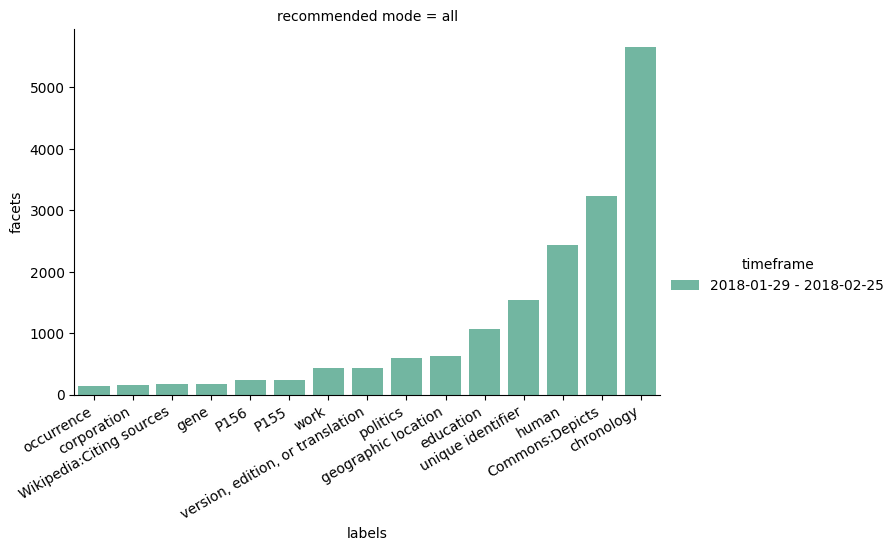 recommended mode = all
facets
5000
4000
3000
2000
1000
0
occurrence
corporation
Wikipedia:Citing sources
gene
P156
P155
work
version, edition, or translation
politics
geographic location
education
unique identifier
human
Commons:Depicts
chronology
labels
timeframe
2018-01-29 - 2018-02-25